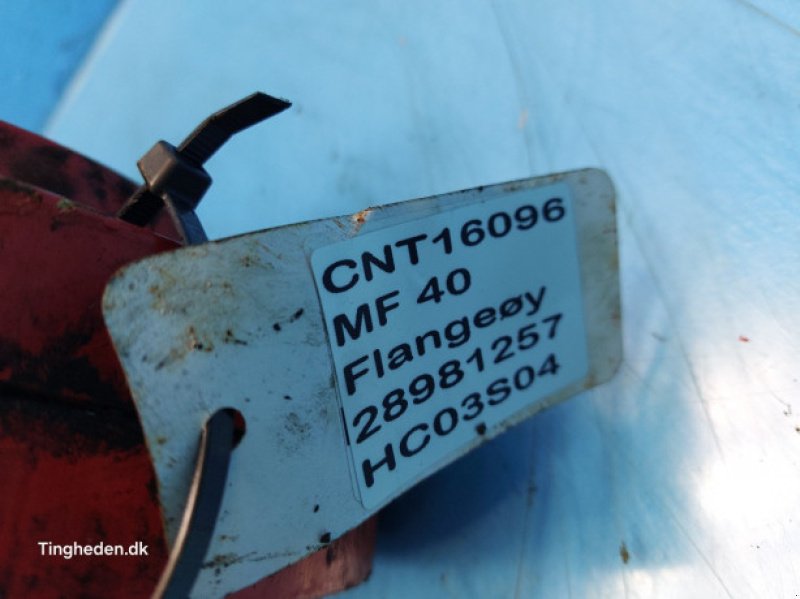 CNT16096
MF 40
Flangeøy
28981257
HC03S04
Tingheden.dk